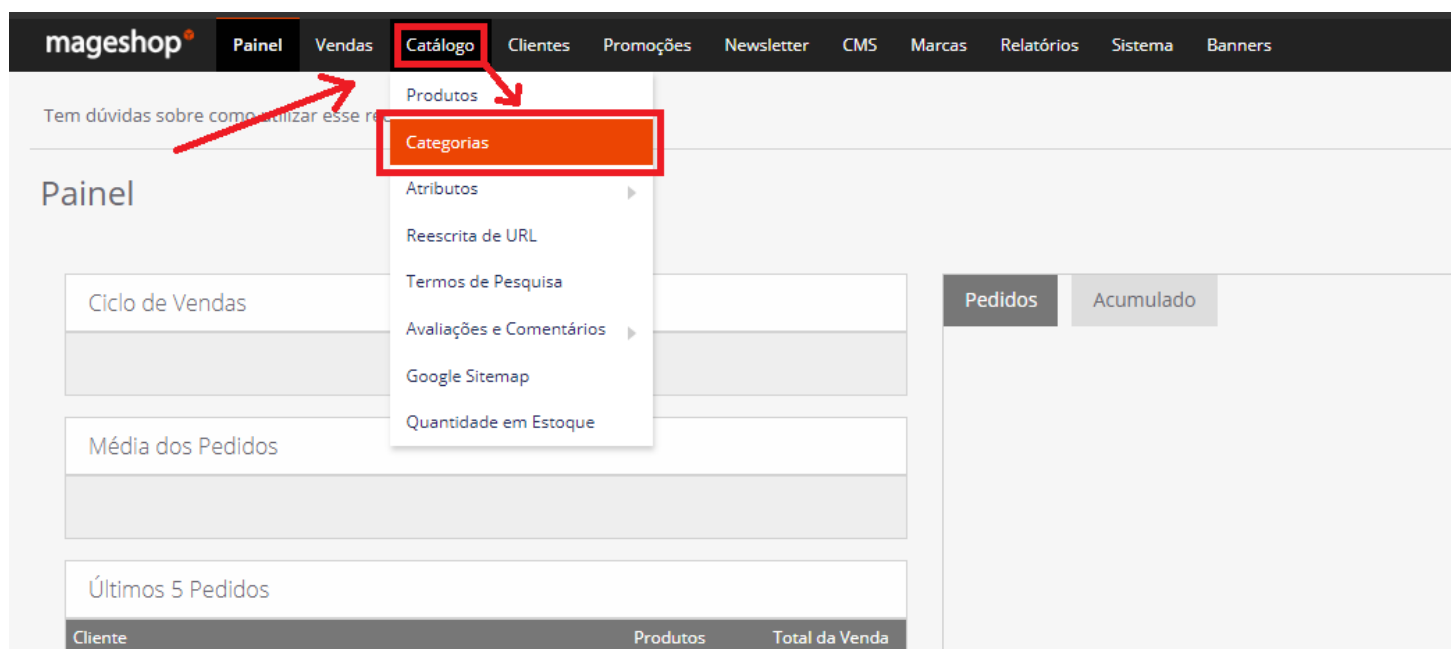 mageshop Painel Vendas Catálogo Clientes Promoções Newsletter CMS Marcas Relatórios Sistema Banners
Tem dúvidas sobre como utilizar esse
Produtos
Categorias
Atributos
Reescrita de URL
Termos de Pesquisa
Avaliações e Comentários
Google Sitemap
Quantidade em Estoque
Painel
Ciclo de Vendas
Média dos Pedidos
Últimos 5 Pedidos
Cliente Produtos Total da Venda
Pedidos Acumulado